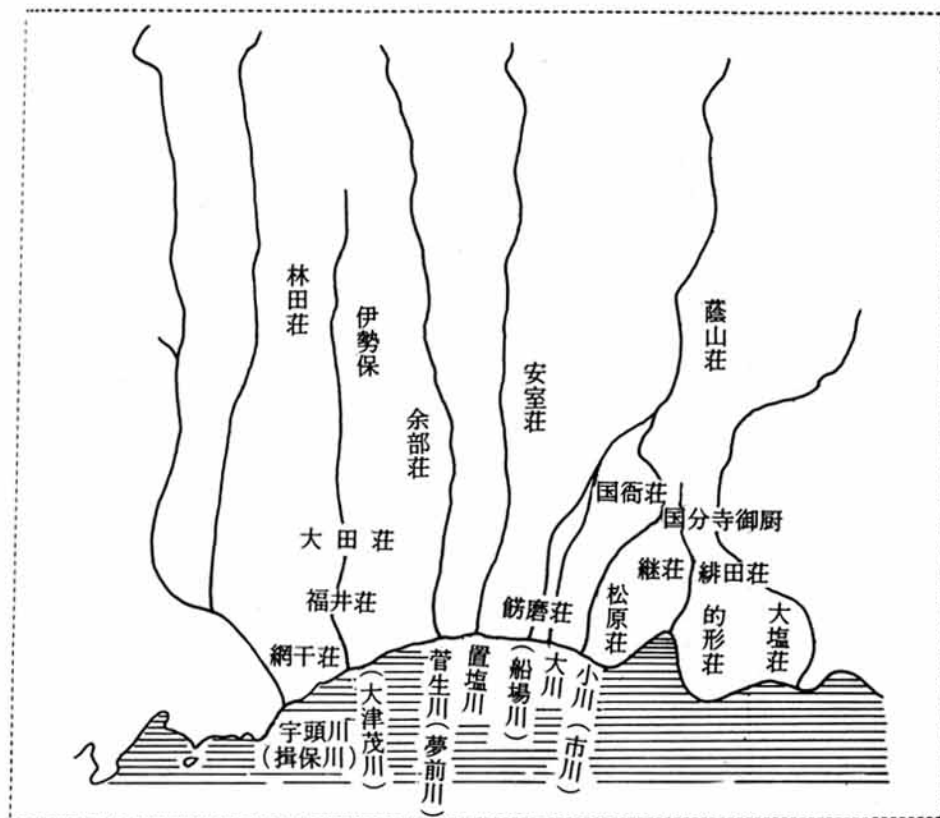 林田荘
伊勢保
余部荘
安室荘
蔭山荘
国衙荘
国分寺御厨
大田荘
福井荘
網干荘
餝磨荘
松原荘
継荘
緋田荘
的形荘
大塩荘
宇頭川
(揖保川)
(大津茂川)
菅生川(夢前川)
置塩川
(船場川)
大川
小川(市川)